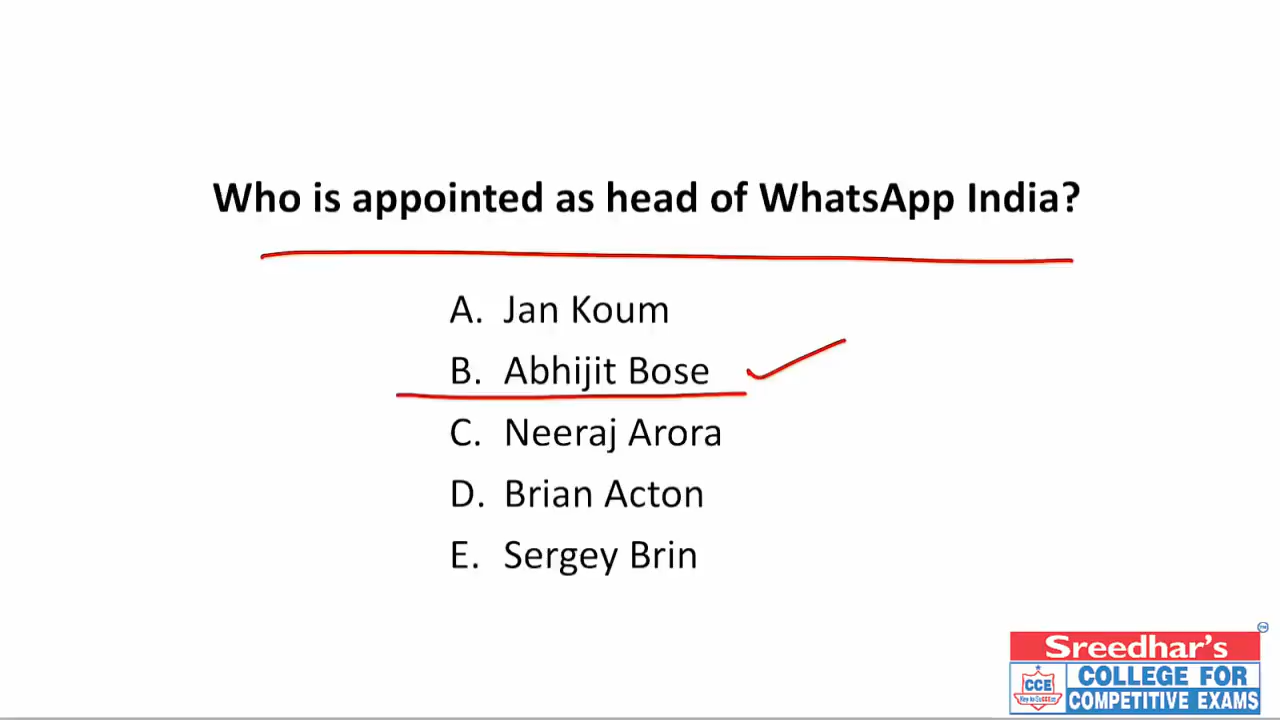 Who is appointed as head of WhatsApp India?
A. Jan Koum
B. Abhijit Bose
C. Neeraj Arora
D. Brian Acton
E. Sergey Brin
TM
Sreedhar's
CCE
COLLEGE FOR
COMPETITIVE EXAMS